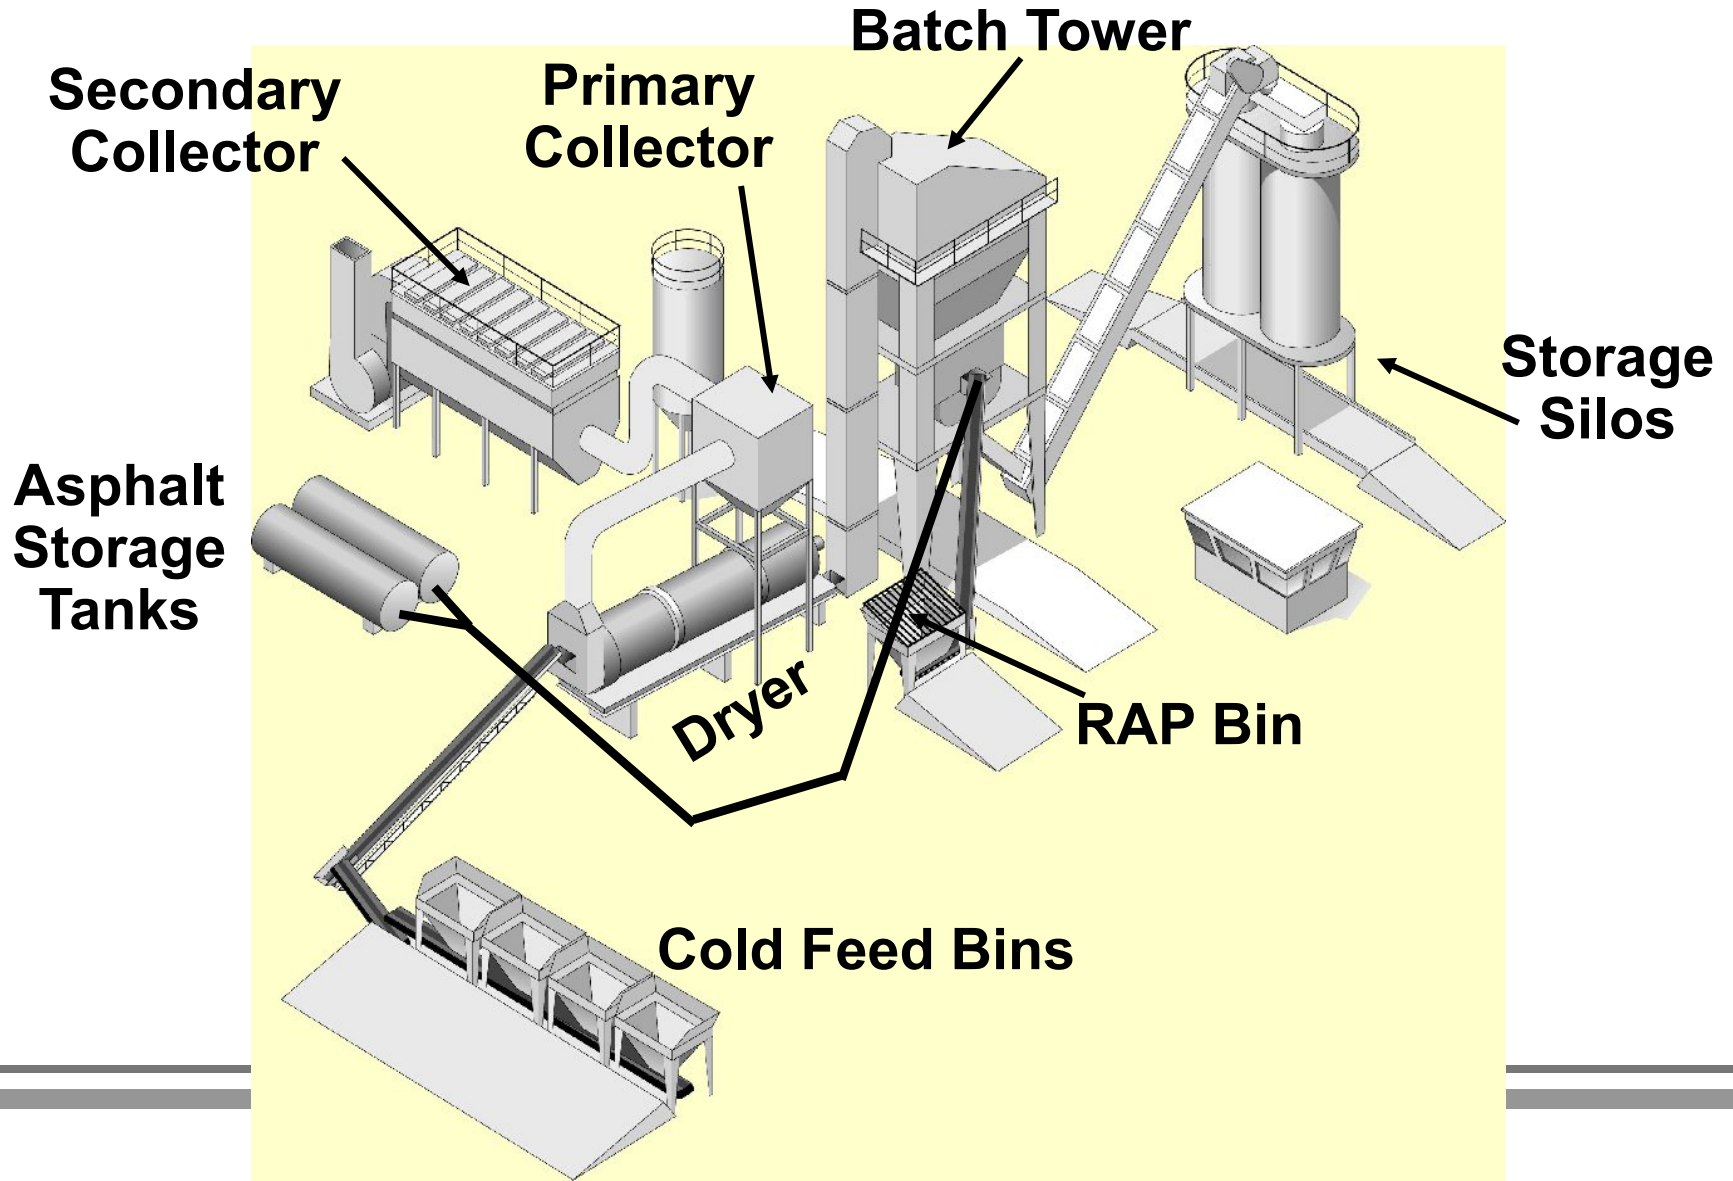 Batch Tower
Secondary
Collector
Primary
Collector
Storage
Silos
Asphalt
Storage
Tanks
Dryer
RAP Bin
Cold Feed Bins